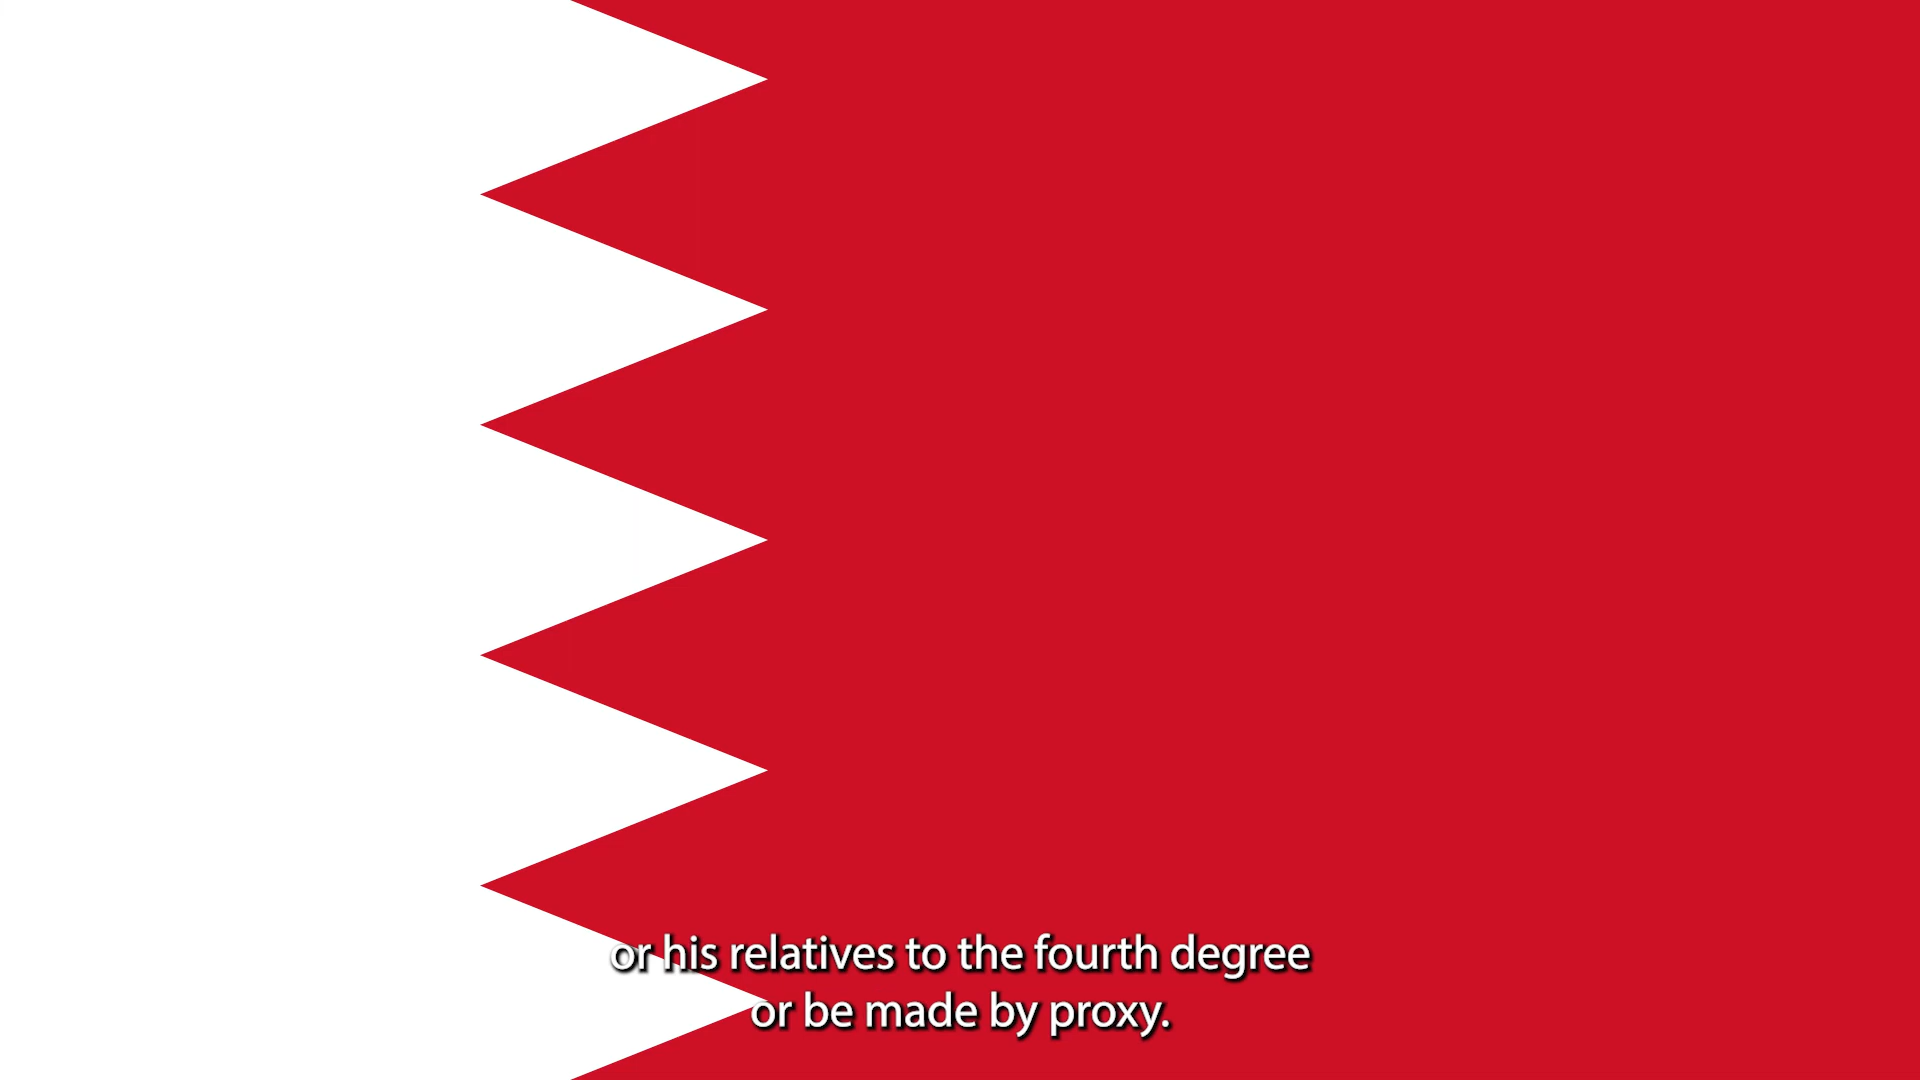 or his relatives to the fourth degree
or be made by proxy.